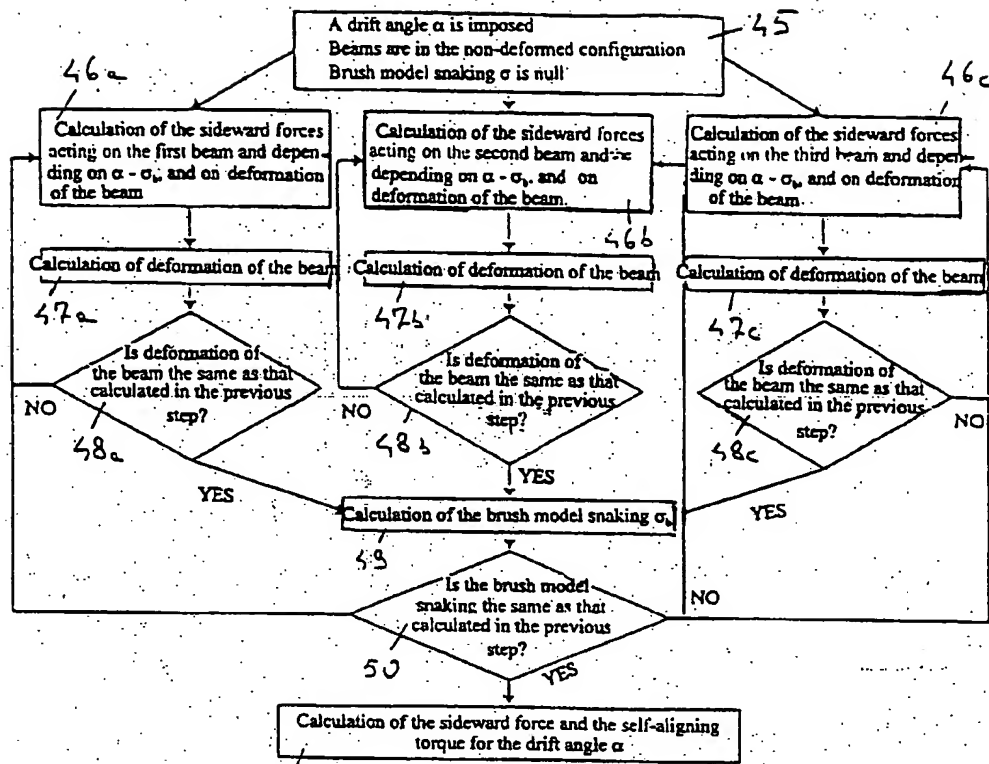 A drift angle α is imposed
Beams are in the non-deformed configuration
Brush model snaking σ is null
45
46a
46c
Calculation of the sideward forces
acting on the first beam and depen-
ding on α - σb, and on deformation
of the beam
Calculation of the sideward forces
acting on the second beam and the
depending on α - σb, and on
deformation of the beam.
46b
Calculation of the sideward forces
acting on the third beam and depen-
ding on α - σb, and on deformation
of the beam
Calculation of deformation of the beam
47a
Calculation of deformation of the beam
47b
Calculation of deformation of the beam
47c
Is deformation of
the beam the same as that
calculated in the previous
step?
NO
48a
YES
Is deformation of
the beam the same as that
calculated in the previous
step?
NO
48b
YES
Is deformation of
the beam the same as that
calculated in the previous
step?
NO
48c
YES
Calculation of the brush model snaking σb
49
Is the brush model
snaking the same as that
calculated in the previous
step?
NO
50
YES
Calculation of the sideward force and the self-aligning
torque for the drift angle α